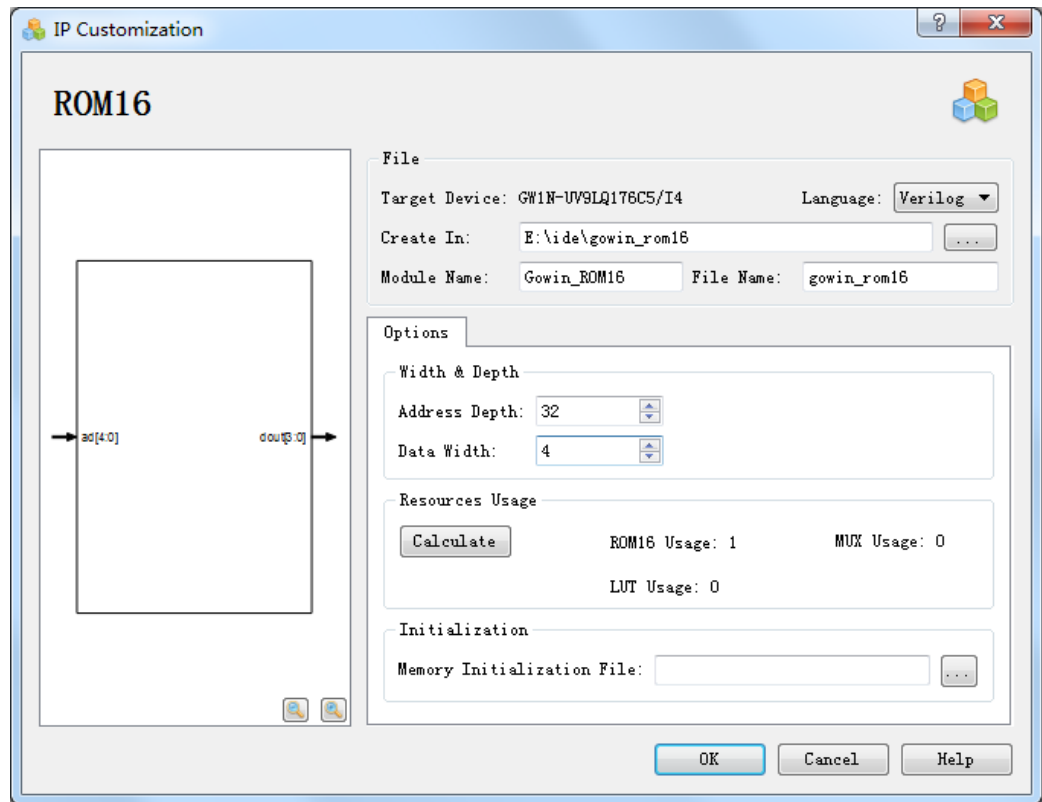 IP Customization
ROM16
File
Target Device: GW1N-UV9LQ176C5/I4 Language: Verilog
Create In: E:\ide\gowin_rom16 ...
Module Name: Gowin_ROM16 File Name: gowin_rom16
Options
Width & Depth
Address Depth: 32
ad[4:0] dout[3:0]
Data Width: 4
Resources Usage
Calculate ROM16 Usage: 1 MUX Usage: 0
LUT Usage: 0
Initialization
Memory Initialization File: ...
OK Cancel Help